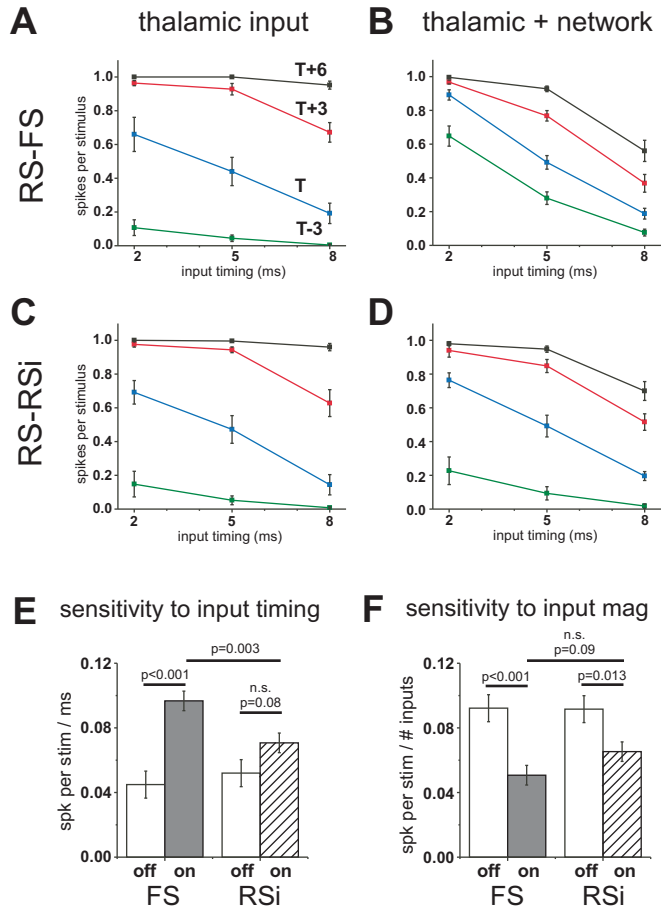 A thalamic input
B thalamic + network
RS-FS
spikes per stimulus
1.0
0.8
0.6
0.4
0.2
0.0
T+6
T+3
T
T-3
2 5 8
input timing (ms)
1.0
0.8
0.6
0.4
0.2
0.0
2 5 8
input timing (ms)
C
D
RS-RSi
spikes per stimulus
1.0
0.8
0.6
0.4
0.2
0.0
2 5 8
input timing (ms)
1.0
0.8
0.6
0.4
0.2
0.0
2 5 8
input timing (ms)
E sensitivity to input timing
spk per stim / ms
0.12
0.08
0.04
0.00
p=0.003
p<0.001
n.s.
p=0.08
off on off on
FS RSi
F sensitivity to input mag
spk per stim / # inputs
0.12
0.08
0.04
0.00
n.s.
p=0.09
p<0.001
p=0.013
off on off on
FS RSi